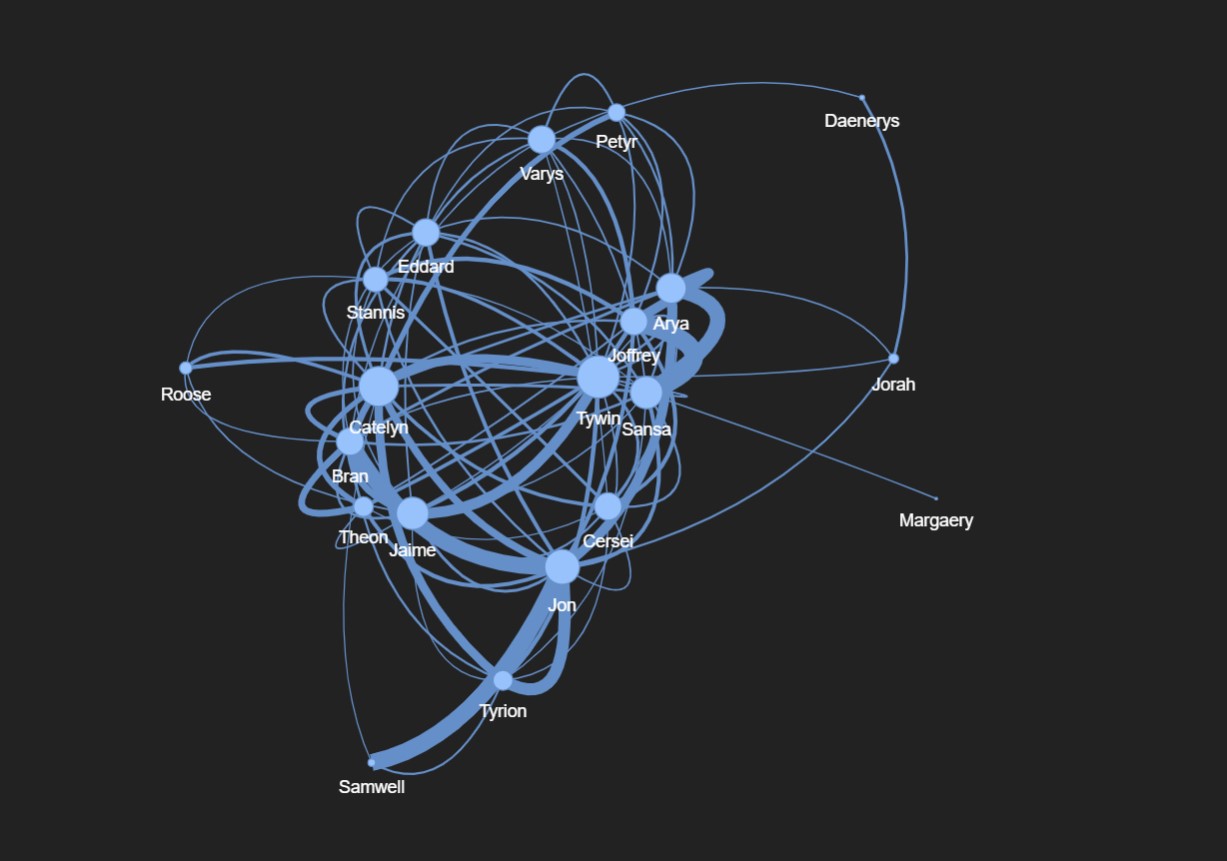 Daenerys
Petyr
Varys
Eddard
Stannis
Arya
Joffrey
Jorah
Roose
Tywin
Sansa
Catelyn
Bran
Margaery
Theon
Cersei
Jaime
Jon
Tyrion
Samwell